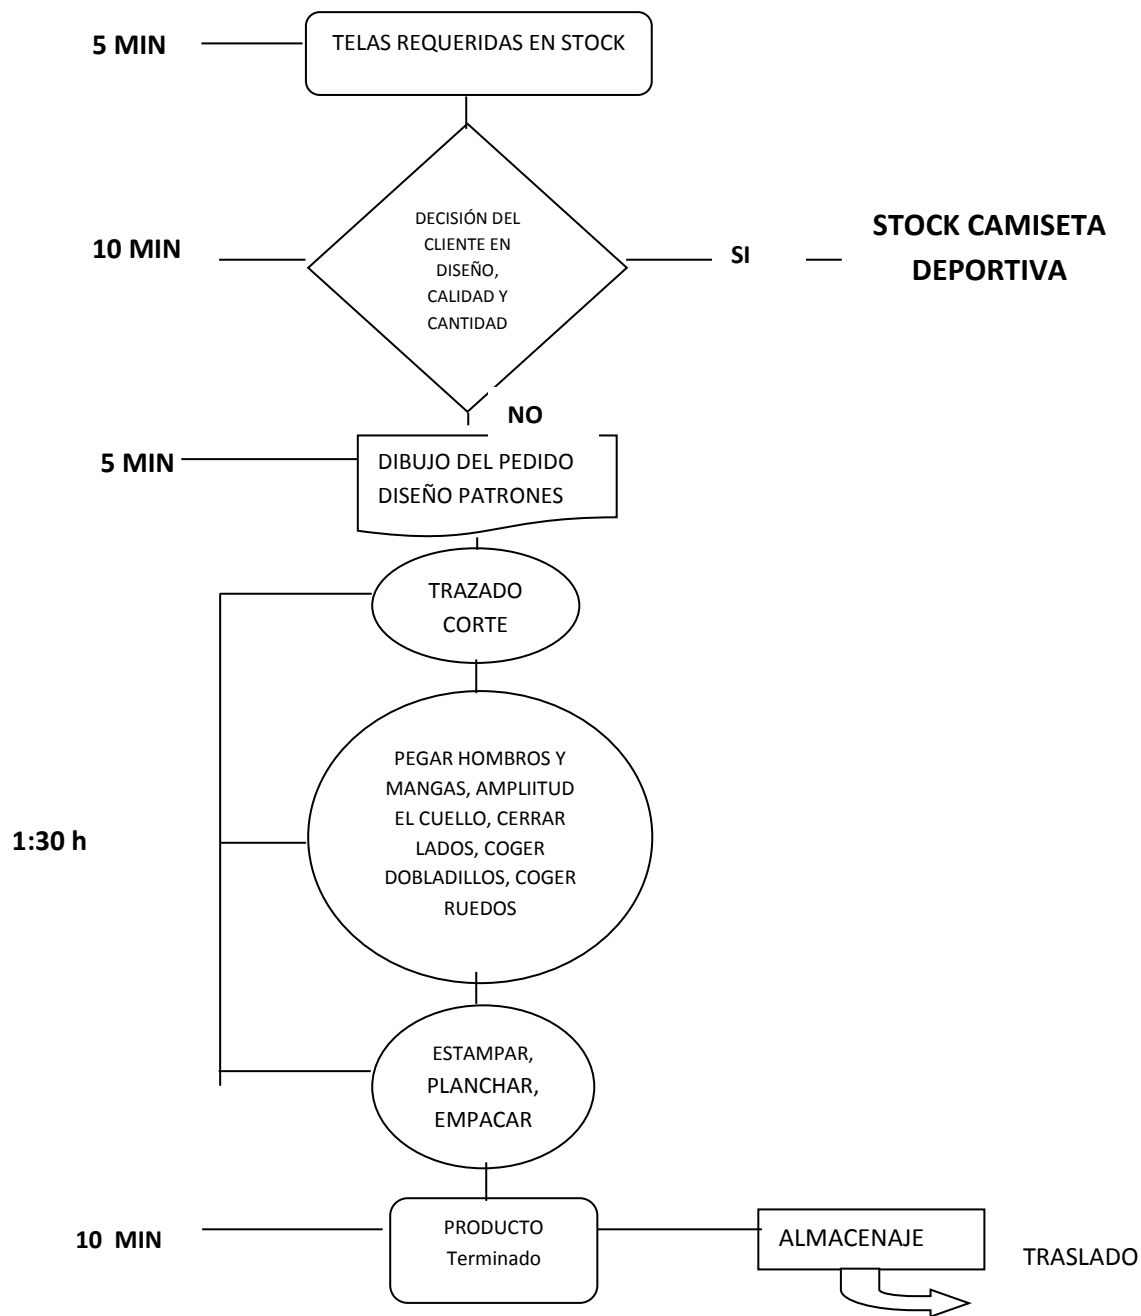 5 MIN
TELAS REQUERIDAS EN STOCK
10 MIN
DECISIÓN DEL
CLIENTE EN
DISEÑO,
CALIDAD Y
CANTIDAD
SI
STOCK CAMISETA
DEPORTIVA
NO
5 MIN
DIBUJO DEL PEDIDO
DISEÑO PATRONES
TRAZADO
CORTE
1:30 h
PEGAR HOMBROS Y
MANGAS, AMPLIITUD
EL CUELLO, CERRAR
LADOS, COGER
DOBLADILLOS, COGER
RUEDOS
ESTAMPAR,
PLANCHAR,
EMPACAR
10 MIN
PRODUCTO
Terminado
ALMACENAJE
TRASLADO